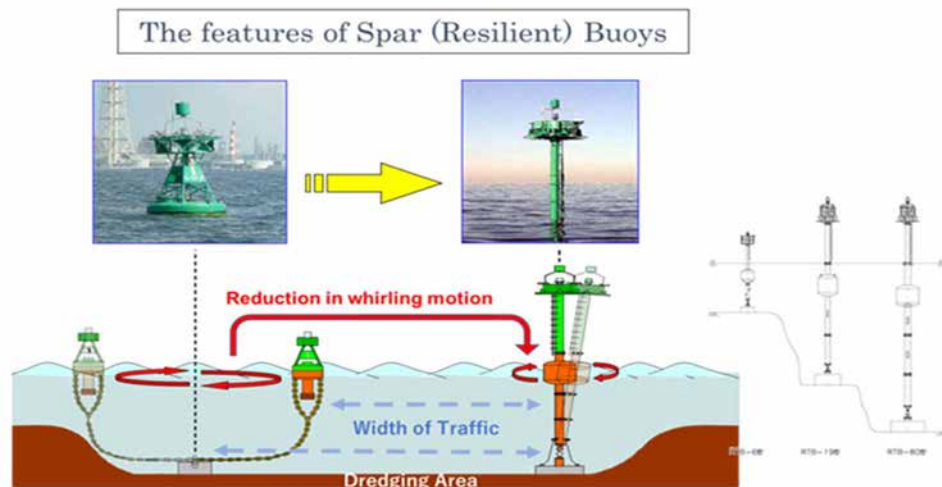 The features of Spar (Resilient) Buoys
Reduction in whirling motion
Width of Traffic
Dredging Area